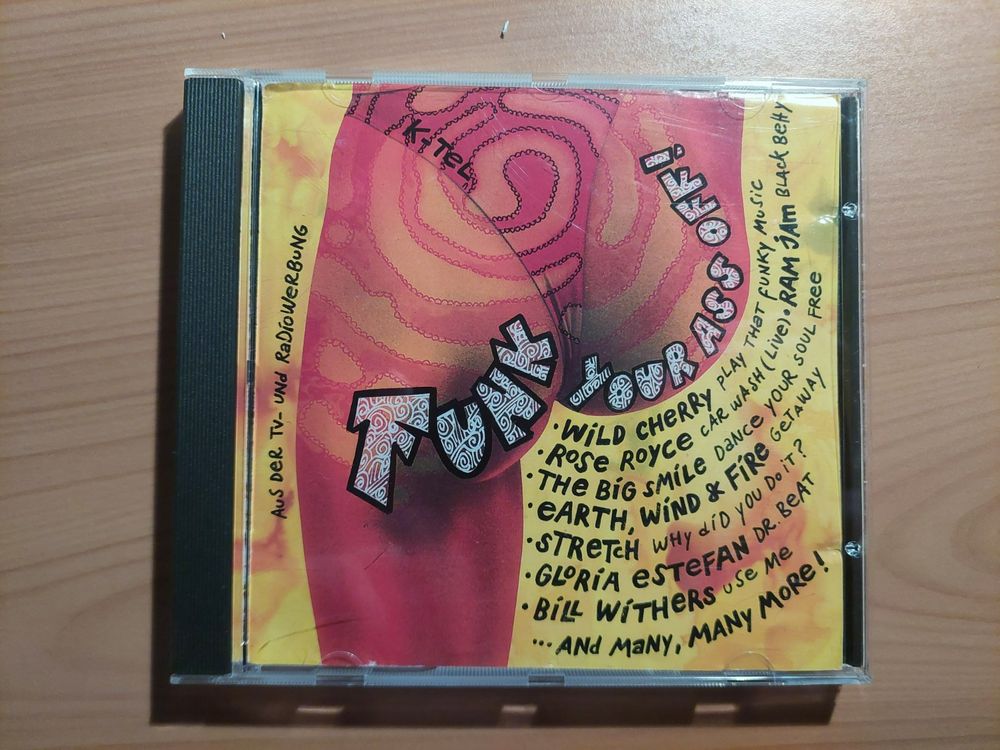 K-TEL
AUS DER TV- UND RADIOWERBUNG
FUNK YOUR ASS OFF!
• WILD CHERRY PLAY THAT FUNKY MUSIC
• ROSE ROYCE CAR WASH (LIVE) • RAM JAM BLACK BETTY
• THE BIG SMILE DANCE YOUR SOUL FREE
• EARTH, WIND & FIRE GETAWAY
• STRETCH WHY DID YOU DO IT?
• GLORIA ESTEFAN DR. BEAT
• BILL WITHERS USE ME
... AND MANY, MANY MORE!